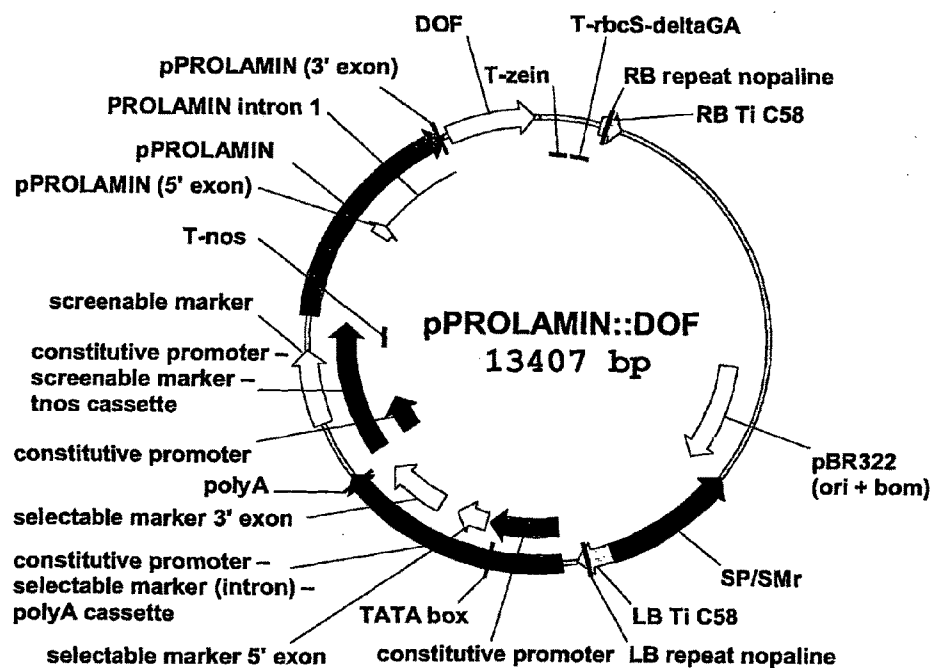 DOF
T-rbcS-deltaGA
pPROLAMIN (3' exon)
T-zein
RB repeat nopaline
PROLAMIN intron 1
RB Ti C58
pPROLAMIN
pPROLAMIN (5' exon)
T-nos
screenable marker
pPROLAMIN::DOF
13407 bp
constitutive promoter –
screenable marker –
tnos cassette
constitutive promoter
pBR322
(ori + bom)
polyA
selectable marker 3' exon
constitutive promoter –
selectable marker (intron) –
polyA cassette
SP/SMr
TATA box
LB Ti C58
selectable marker 5' exon
constitutive promoter
LB repeat nopaline